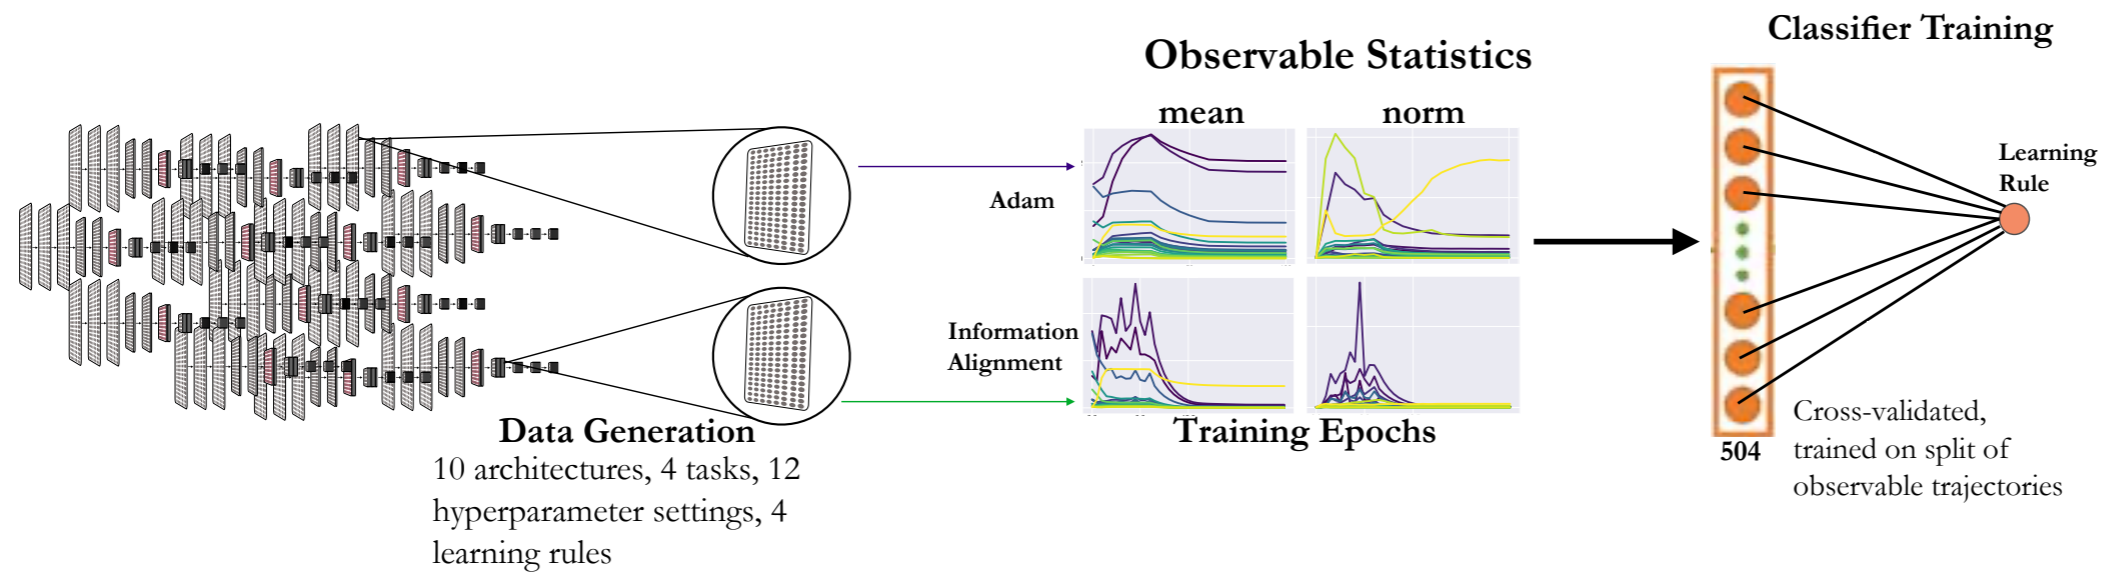 Data Generation
10 architectures, 4 tasks, 12
hyperparameter settings, 4
learning rules
Adam
Information
Alignment
Observable Statistics
mean
norm
Training Epochs
Classifier Training
Learning
Rule
504
Cross-validated,
trained on split of
observable trajectories